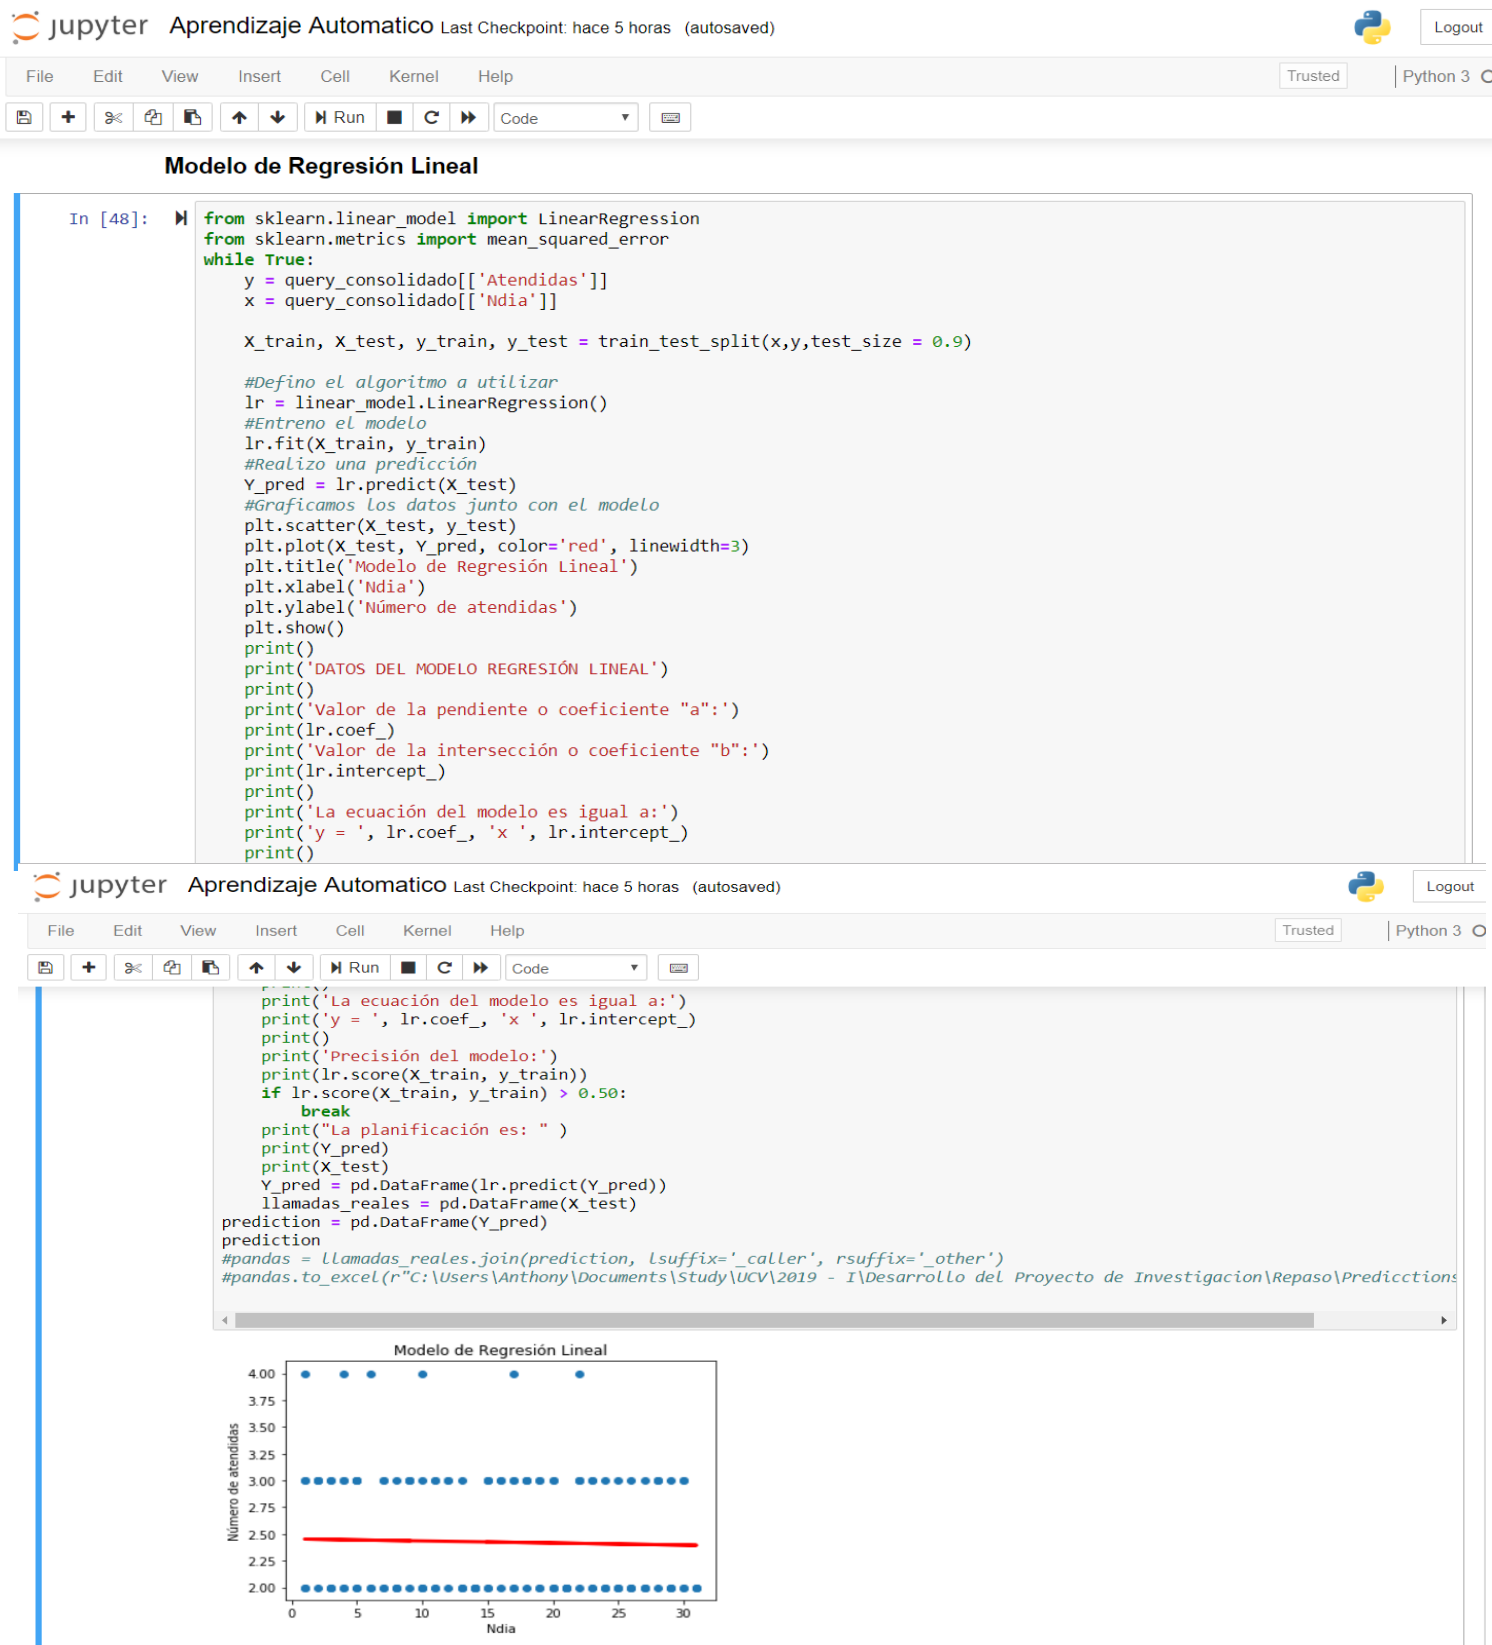 jupyter Aprendizaje Automatico Last Checkpoint: hace 5 horas (autosaved) Logout
File Edit View Insert Cell Kernel Help Trusted Python 3
Run Code
Modelo de Regresión Lineal
In [48]: from sklearn.linear_model import LinearRegression
from sklearn.metrics import mean_squared_error
while True:
    y = query_consolidado[['Atendidas']]
    x = query_consolidado[['Ndia']]
    X_train, X_test, y_train, y_test = train_test_split(x,y,test_size = 0.9)
    #Defino el algoritmo a utilizar
    lr = linear_model.LinearRegression()
    #Entreno el modelo
    lr.fit(X_train, y_train)
    #Realizo una predicción
    Y_pred = lr.predict(X_test)
    #Graficamos los datos junto con el modelo
    plt.scatter(X_test, y_test)
    plt.plot(X_test, Y_pred, color='red', linewidth=3)
    plt.title('Modelo de Regresión Lineal')
    plt.xlabel('Ndia')
    plt.ylabel('Número de atendidas')
    plt.show()
    print()
    print('DATOS DEL MODELO REGRESIÓN LINEAL')
    print()
    print('Valor de la pendiente o coeficiente "a":')
    print(lr.coef_)
    print('Valor de la intersección o coeficiente "b":')
    print(lr.intercept_)
    print()
    print('La ecuación del modelo es igual a:')
    print('y = ', lr.coef_, 'x ', lr.intercept_)
    print()
jupyter Aprendizaje Automatico Last Checkpoint: hace 5 horas (autosaved) Logout
File Edit View Insert Cell Kernel Help Trusted Python 3
Run Code
    print()
    print('La ecuación del modelo es igual a:')
    print('y = ', lr.coef_, 'x ', lr.intercept_)
    print()
    print('Precisión del modelo:')
    print(lr.score(X_train, y_train))
    if lr.score(X_train, y_train) > 0.50:
        break
    print("La planificación es: " )
    print(Y_pred)
    print(X_test)
    Y_pred = pd.DataFrame(lr.predict(Y_pred))
    llamadas_reales = pd.DataFrame(X_test)
prediction = pd.DataFrame(Y_pred)
prediction
#pandas = llamadas_reales.join(prediction, lsuffix='_caller', rsuffix='_other')
#pandas.to_excel(r"C:\Users\Anthony\Documents\Study\UCV\2019 - I\Desarrollo del Proyecto de Investigacion\Repaso\Predicctions
Modelo de Regresión Lineal
Número de atendidas
4.00
3.75
3.50
3.25
3.00
2.75
2.50
2.25
2.00
0 5 10 15 20 25 30
Ndia